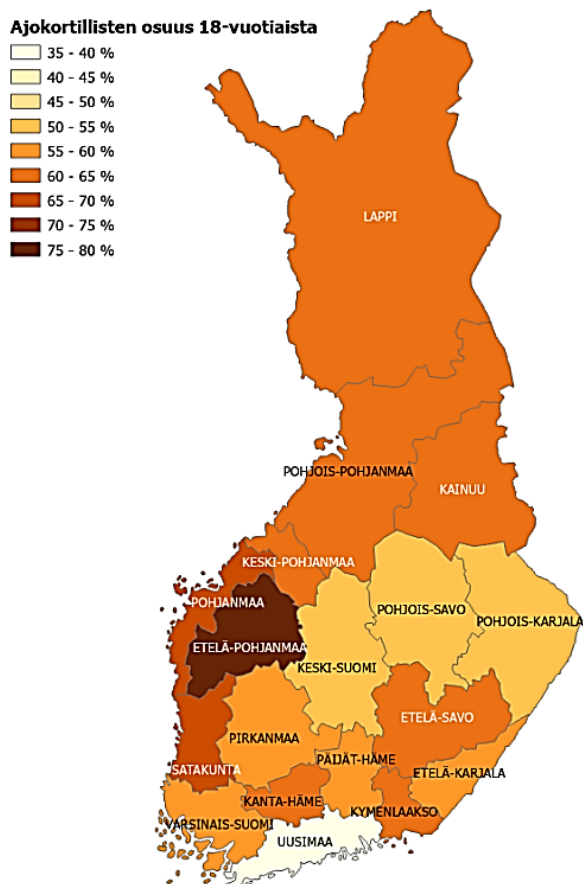 Ajokortillisten osuus 18-vuotiaista
35 - 40 %
40 - 45 %
45 - 50 %
50 - 55 %
55 - 60 %
60 - 65 %
65 - 70 %
70 - 75 %
75 - 80 %
LAPPI
POHJOIS-POHJANMAA
KAINUU
KESKI-POHJANMAA
POHJANMAA
POHJOIS-SAVO
POHJOIS-KARJALA
ETELÄ-POHJANMAA
KESKI-SUOMI
ETELÄ-SAVO
PIRKANMAA
PÄIJÄT-HÄME
SATAKUNTA
ETELÄ-KARJALA
KANTA-HÄME
KYMENLAAKSO
VARSINAIS-SUOMI
UUSIMAA